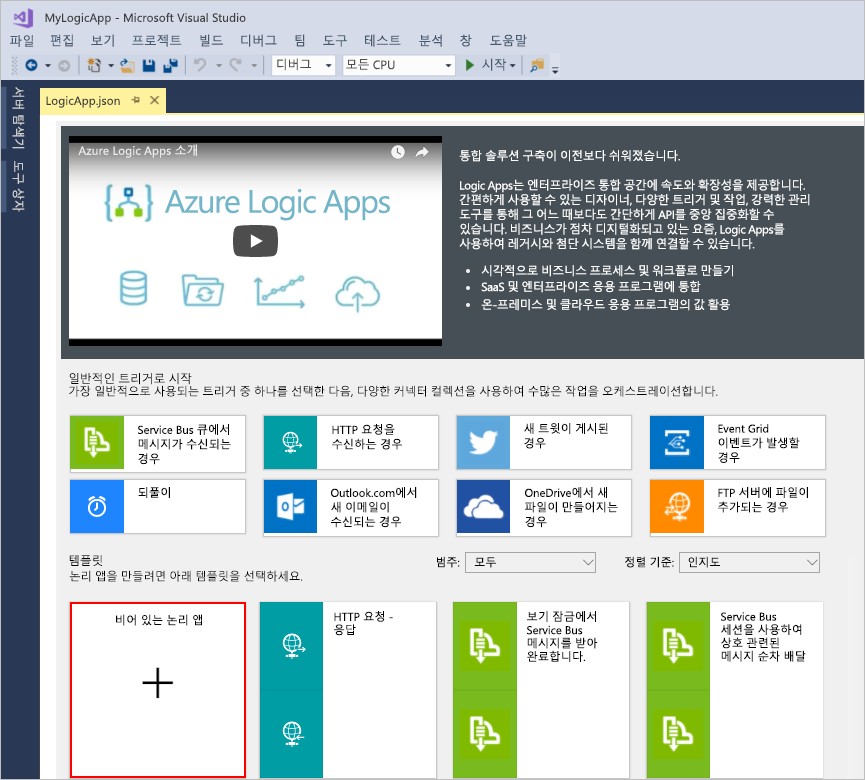 MyLogicApp - Microsoft Visual Studio
파일 편집 보기 프로젝트 빌드 디버그 팀 도구 테스트 분석 창 도움말
디버그 모든 CPU 시작
서버 탐색기
도구 상자
LogicApp.json
Azure Logic Apps 소개
Azure Logic Apps
통합 솔루션 구축이 이전보다 쉬워졌습니다.
Logic Apps는 엔터프라이즈 통합 공간에 속도와 확장성을 제공합니다.
간편하게 사용할 수 있는 디자이너, 다양한 트리거 및 작업, 강력한 관리
도구를 통해 그 어느 때보다도 간단하게 API를 중앙 집중화할 수
있습니다. 비즈니스가 점차 디지털화되고 있는 요즘, Logic Apps를
사용하여 레거시와 첨단 시스템을 함께 연결할 수 있습니다.
• 시각적으로 비즈니스 프로세스 및 워크플로 만들기
• SaaS 및 엔터프라이즈 응용 프로그램에 통합
• 온-프레미스 및 클라우드 응용 프로그램의 값 활용
일반적인 트리거로 시작
가장 일반적으로 사용되는 트리거 중 하나를 선택한 다음, 다양한 커넥터 컬렉션을 사용하여 수많은 작업을 오케스트레이션합니다.
Service Bus 큐에서
메시지가 수신되는
경우
HTTP 요청을
수신하는 경우
새 트윗이 게시된
경우
Event Grid
이벤트가 발생할
경우
되풀이
Outlook.com에서
새 이메일이
수신되는 경우
OneDrive에서 새
파일이 만들어지는
경우
FTP 서버에 파일이
추가되는 경우
템플릿
논리 앱을 만들려면 아래 템플릿을 선택하세요.
범주: 모두
정렬 기준: 인지도
비어 있는 논리 앱
HTTP 요청 -
응답
보기 잠금에서
Service Bus
메시지를 받아
완료합니다.
Service Bus
세션을 사용하여
상호 관련된
메시지 순차 배달